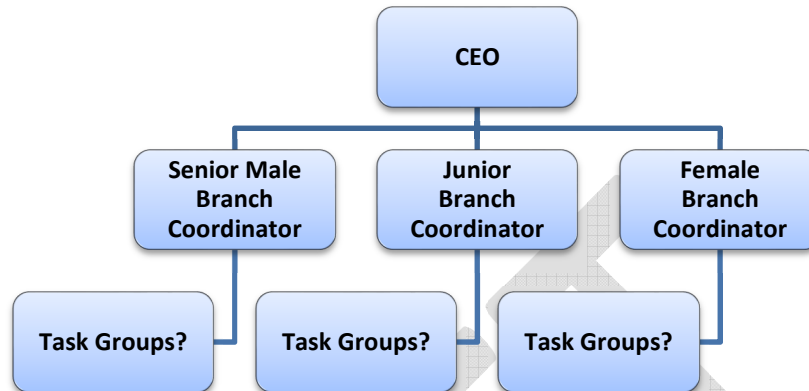 CEO
Senior Male
Branch
Coordinator
Junior
Branch
Coordinator
Female
Branch
Coordinator
Task Groups?
Task Groups?
Task Groups?